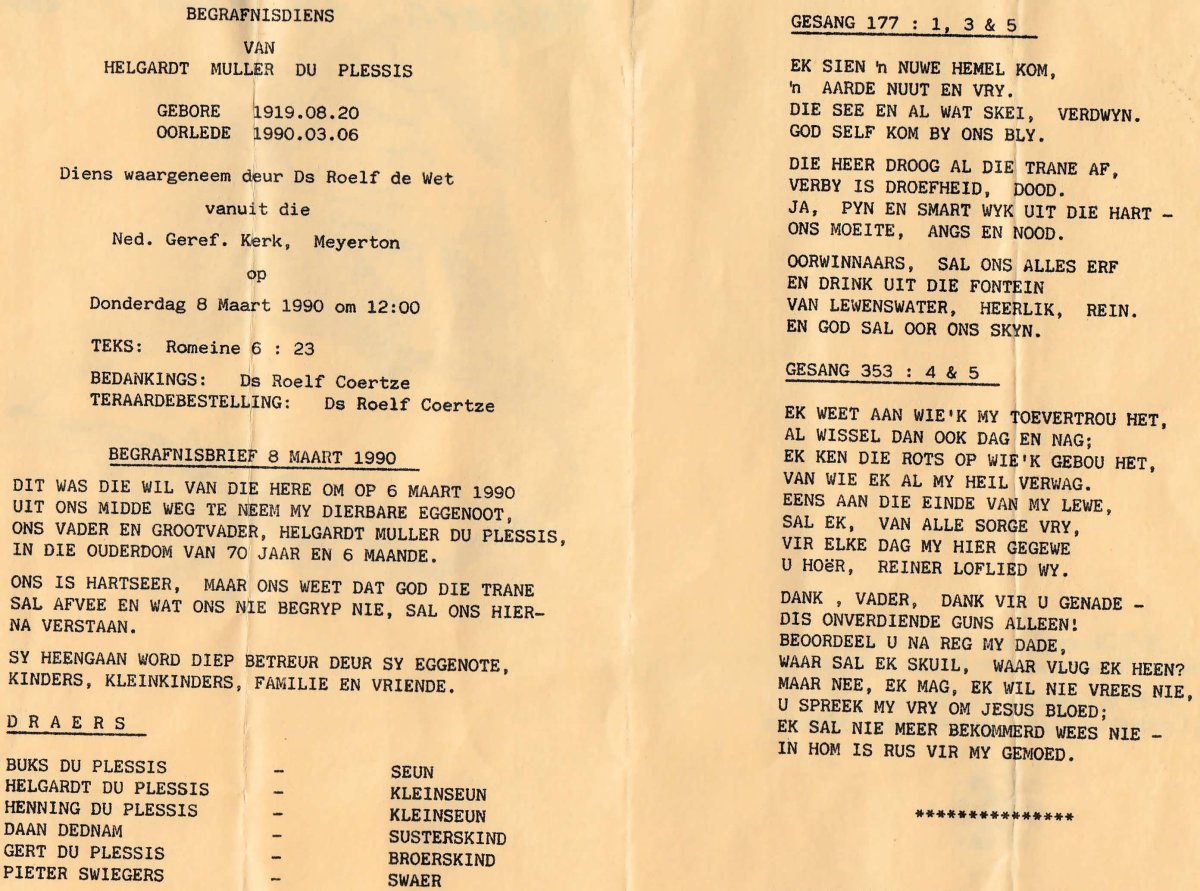 BEGRAFNISDIENS
VAN
HELGARDT MULLER DU PLESSIS
GEBORE 1919.08.20
OORLEDE 1990.03.06
Diens waargeneem deur Ds Roelf de Wet
vanuit die
Ned. Geref. Kerk, Meyerton
op
Donderdag 8 Maart 1990 om 12:00
TEKS: Romeine 6 : 23
BEDANKINGS: Ds Roelf Coertze
TERAARDEBESTELLING: Ds Roelf Coertze
BEGRAFNISBRIEF 8 MAART 1990
DIT WAS DIE WIL VAN DIE HERE OM OP 6 MAART 1990
UIT ONS MIDDE WEG TE NEEM MY DIERBARE EGGENOOT,
ONS VADER EN GROOTVADER, HELGARDT MULLER DU PLESSIS,
IN DIE OUDERDOM VAN 70 JAAR EN 6 MAANDE.
ONS IS HARTSEER, MAAR ONS WEET DAT GOD DIE TRANE
SAL AFVEE EN WAT ONS NIE BEGRYP NIE, SAL ONS HIER-
NA VERSTAAN.
SY HEENGAAN WORD DIEP BETREUR DEUR SY EGGENOTE,
KINDERS, KLEINKINDERS, FAMILIE EN VRIENDE.
D R A E R S
BUKS DU PLESSIS - SEUN
HELGARDT DU PLESSIS - KLEINSEUN
HENNING DU PLESSIS - KLEINSEUN
DAAN DEDNAM - SUSTERSKIND
GERT DU PLESSIS - BROERSKIND
PIETER SWIEGERS - SWAER
GESANG 177 : 1, 3 & 5
EK SIEN 'n NUWE HEMEL KOM,
'n AARDE NUUT EN VRY.
DIE SEE EN AL WAT SKEI, VERDWYN.
GOD SELF KOM BY ONS BLY.
DIE HEER DROOG AL DIE TRANE AF,
VERBY IS DROEFHEID, DOOD.
JA, PYN EN SMART WYK UIT DIE HART -
ONS MOEITE, ANGS EN NOOD.
OORWINNAARS, SAL ONS ALLES ERF
EN DRINK UIT DIE FONTEIN
VAN LEWENSWATER, HEERLIK, REIN.
EN GOD SAL OOR ONS SKYN.
GESANG 353 : 4 & 5
EK WEET AAN WIE'K MY TOEVERTROU HET,
AL WISSEL DAN OOK DAG EN NAG;
EK KEN DIE ROTS OP WIE'K GEBOU HET,
VAN WIE EK AL MY HEIL VERWAG.
EENS AAN DIE EINDE VAN MY LEWE,
SAL EK, VAN ALLE SORGE VRY,
VIR ELKE DAG MY HIER GEGEWE
U HOëR, REINER LOFLIED WY.
DANK , VADER, DANK VIR U GENADE -
DIS ONVERDIENDE GUNS ALLEEN!
BEOORDEEL U NA REG MY DADE,
WAAR SAL EK SKUIL, WAAR VLUG EK HEEN?
MAAR NEE, EK MAG, EK WIL NIE VREES NIE,
U SPREEK MY VRY OM JESUS BLOED;
EK SAL NIE MEER BEKOMMERD WEES NIE -
IN HOM IS RUS VIR MY GEMOED.
***************